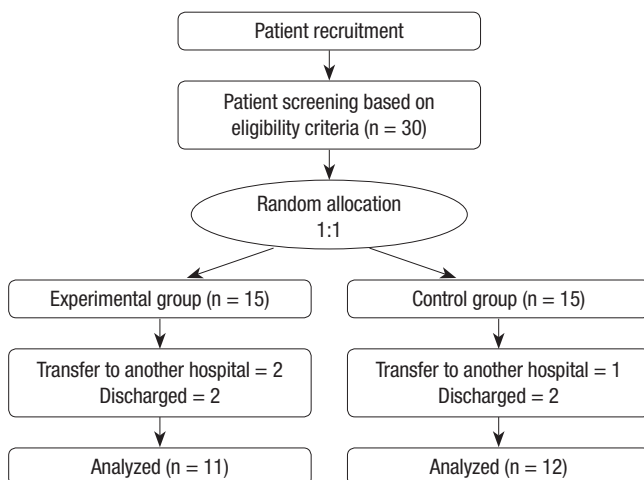 Patient recruitment
Patient screening based on
eligibility criteria (n = 30)
Random allocation
1:1
Experimental group (n = 15)
Control group (n = 15)
Transfer to another hospital = 2
Discharged = 2
Transfer to another hospital = 1
Discharged = 2
Analyzed (n = 11)
Analyzed (n = 12)